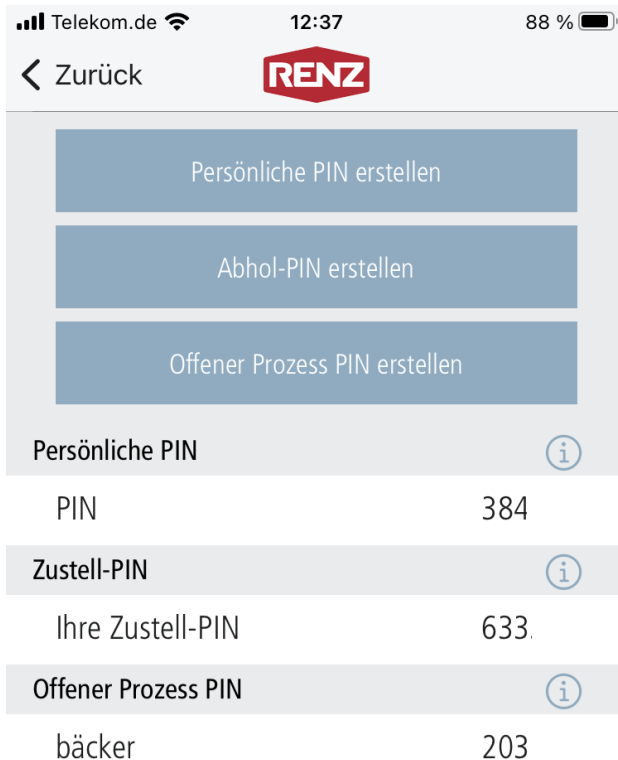 Telekom.de 12:37 88 %
Zurück RENZ
Persönliche PIN erstellen
Abhol-PIN erstellen
Offener Prozess PIN erstellen
Persönliche PIN i
PIN 384
Zustell-PIN i
Ihre Zustell-PIN 633
Offener Prozess PIN i
bäcker 203